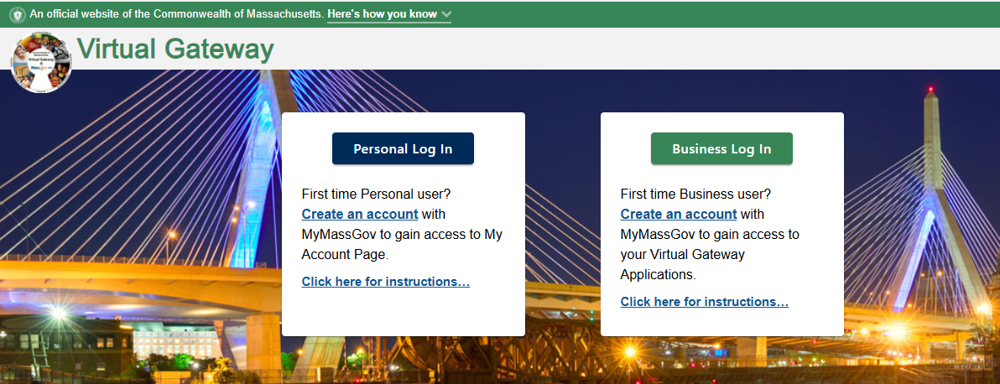 An official website of the Commonwealth of Massachusetts. Here's how you know
Virtual Gateway
Personal Log In
First time Personal user?
Create an account with
MyMassGov to gain access to My
Account Page.
Click here for instructions…
Business Log In
First time Business user?
Create an account with
MyMassGov to gain access to
your Virtual Gateway
Applications.
Click here for instructions…